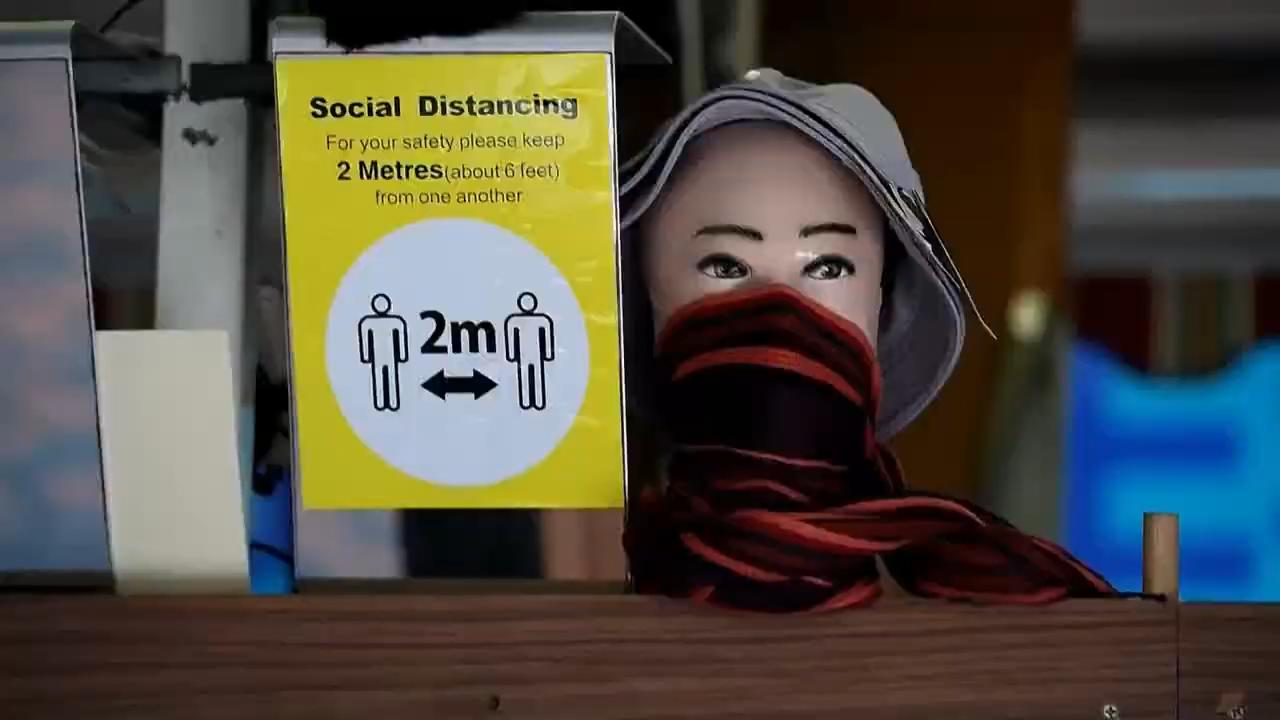 Social Distancing
For your safety please keep
2 Metres(about 6 feet)
from one another
2m